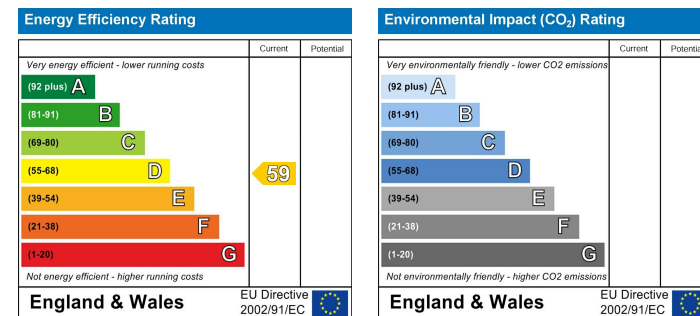 Energy Efficiency Rating
Current Potential
Very energy efficient - lower running costs
(92 plus) A
(81-91) B
(69-80) C
(55-68) D
59
(39-54) E
(21-38) F
(1-20) G
Not energy efficient - higher running costs
England & Wales
EU Directive
2002/91/EC
Environmental Impact (CO₂) Rating
Current Potentia
Very environmentally friendly - lower CO2 emissions
(92 plus) A
(81-91) B
(69-80) C
(55-68) D
(39-54) E
(21-38) F
(1-20) G
Not environmentally friendly - higher CO2 emissions
England & Wales
EU Directive
2002/91/EC